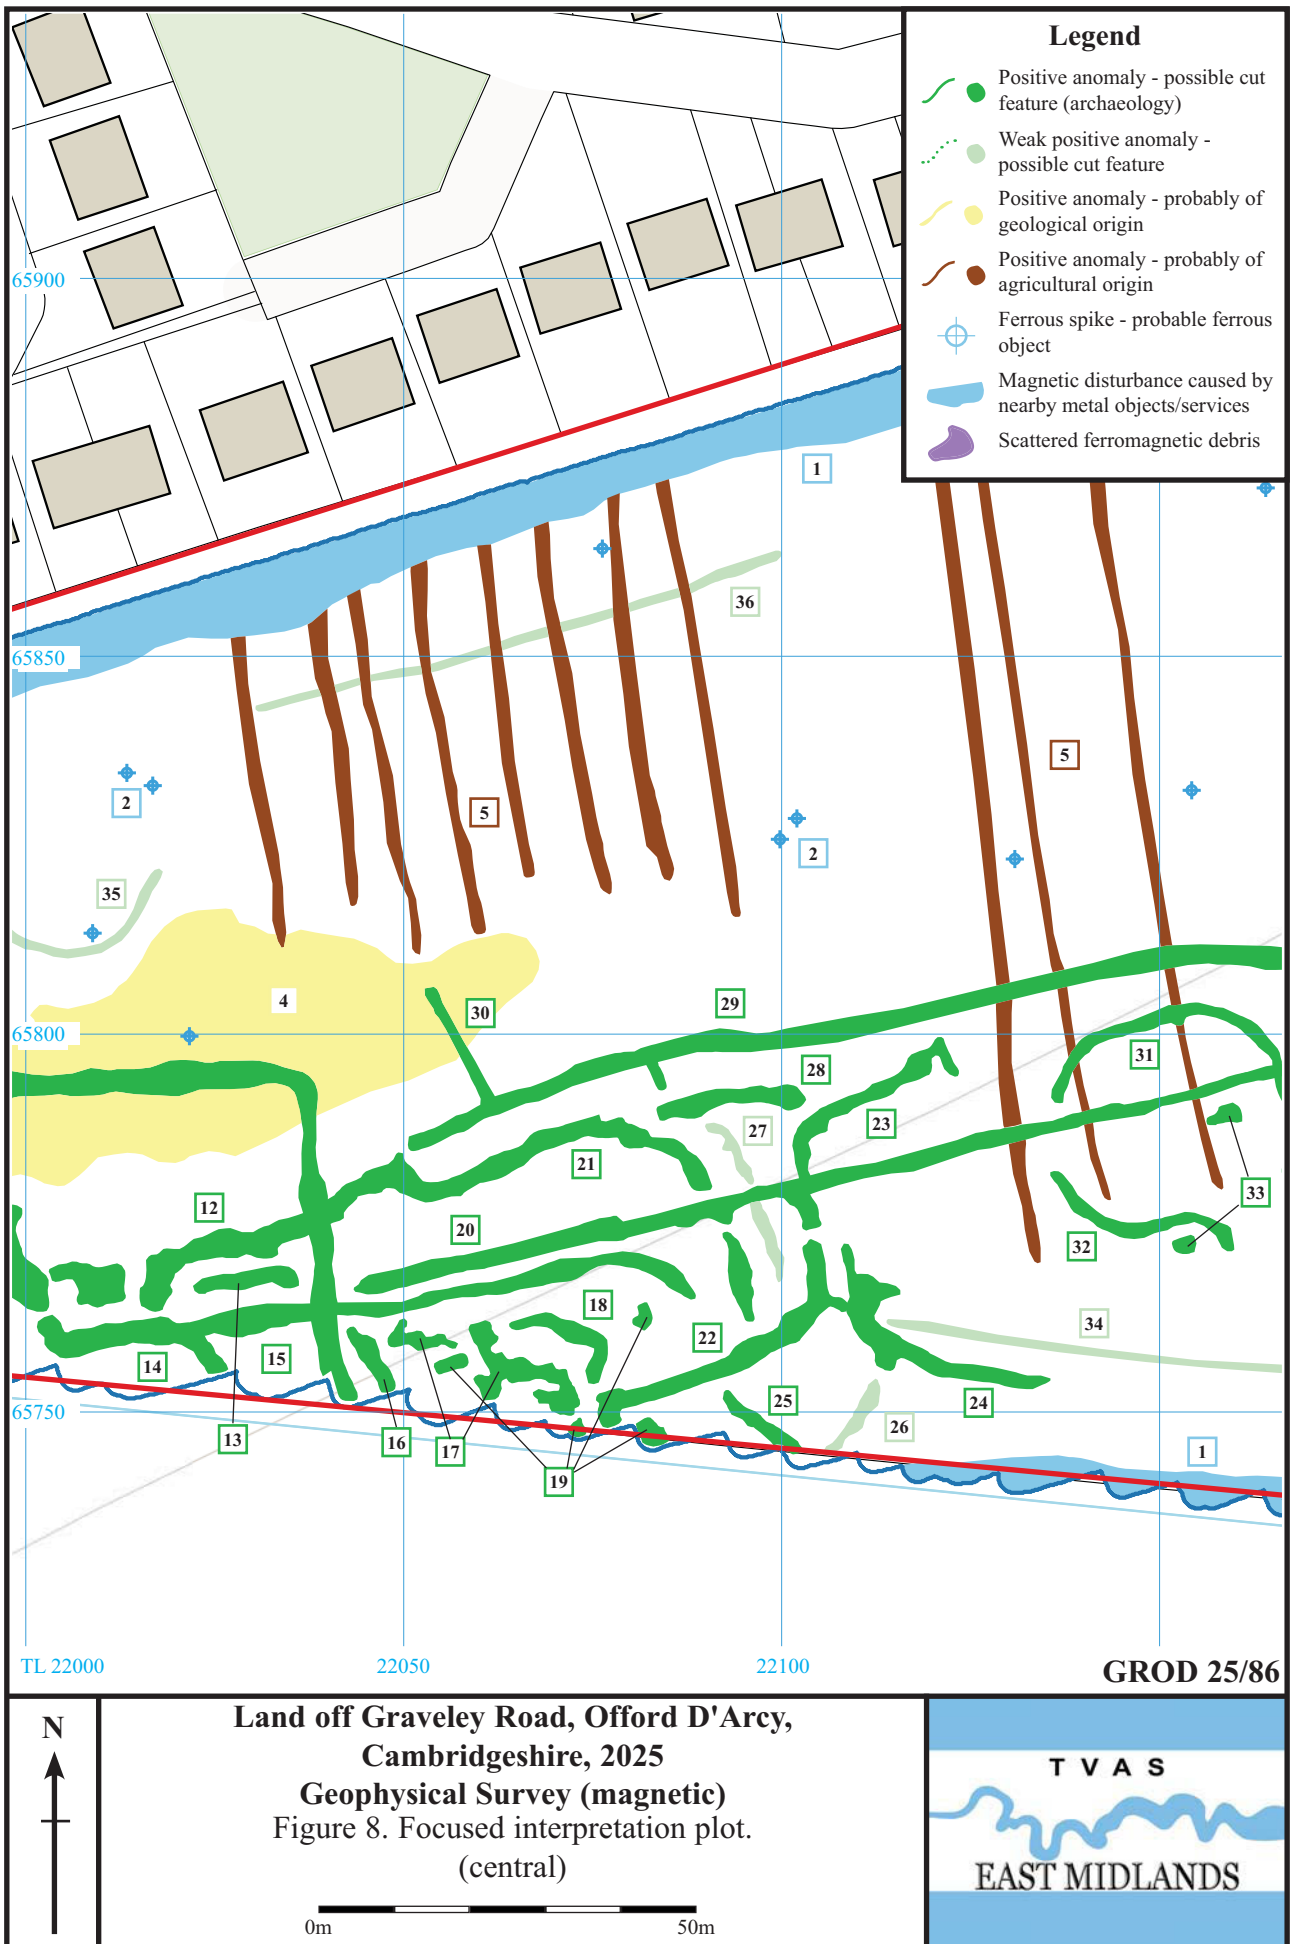 Legend
Positive anomaly - possible cut
feature (archaeology)
Weak positive anomaly -
possible cut feature
Positive anomaly - probably of
geological origin
Positive anomaly - probably of
agricultural origin
Ferrous spike - probable ferrous
object
Magnetic disturbance caused by
nearby metal objects/services
Scattered ferromagnetic debris
65900
1
36
65850
5
5
2
2
35
4
30
29
65800
31
28
27
23
21
33
12
20
32
18
34
22
14
15
25
24
65750
26
13
16
17
19
1
TL 22000
22050
22100
GROD 25/86
N
Land off Graveley Road, Offord D'Arcy,
Cambridgeshire, 2025
Geophysical Survey (magnetic)
Figure 8. Focused interpretation plot.
(central)
0m
50m
TVAS
EAST MIDLANDS